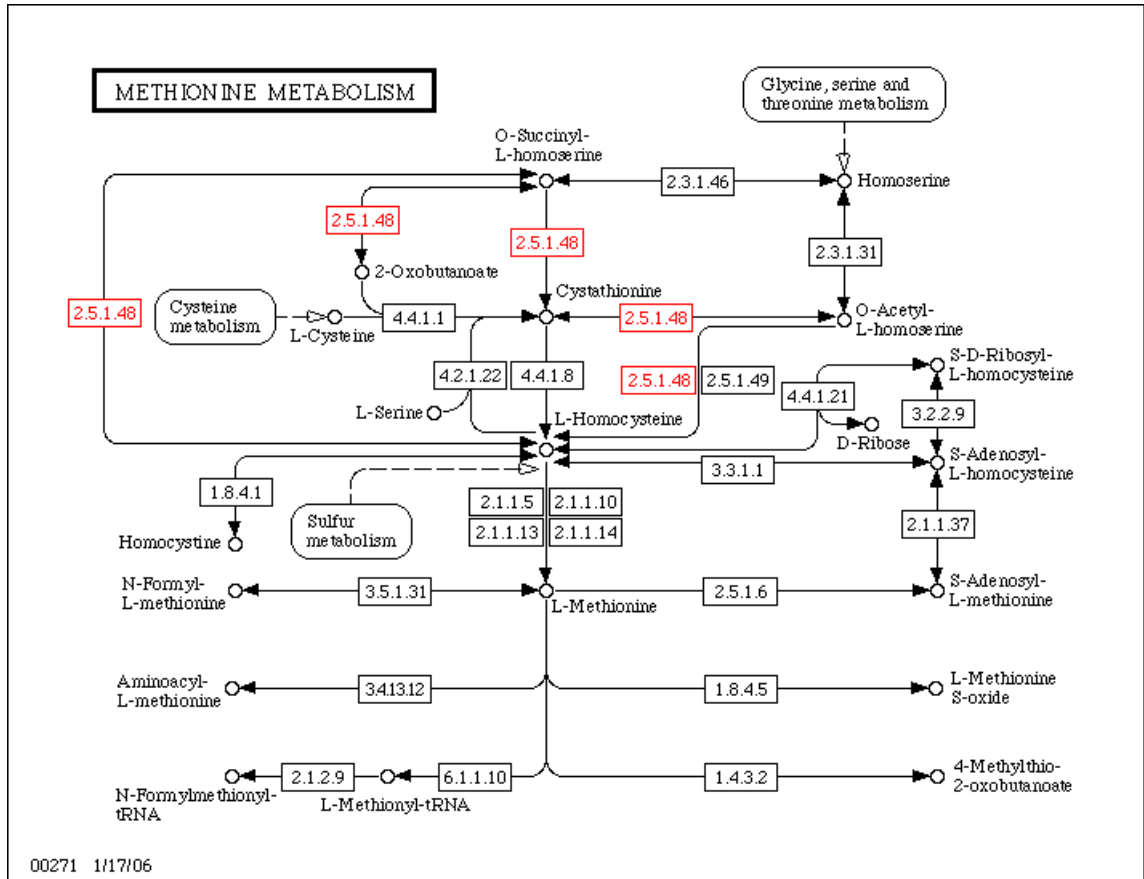 METHIONINE METABOLISM
Glycine, serine and
threonine metabolism
O-Succinyl-
L-homoserine
2.3.1.46
Homoserine
2.5.1.48
2.5.1.48
2.3.1.31
2-Oxobutanoate
Cystathionine
2.5.1.48
Cysteine
metabolism
L-Cysteine
4.4.1.1
2.5.1.48
O-Acetyl-
L-homoserine
4.2.1.22
4.4.1.8
2.5.1.48
2.5.1.49
4.4.1.21
S-D-Ribosyl-
L-homocysteine
L-Serine
L-Homocysteine
3.2.2.9
D-Ribose
3.3.1.1
S-Adenosyl-
L-homocysteine
1.8.4.1
2.1.1.5
2.1.1.10
Sulfur
metabolism
2.1.1.13
2.1.1.14
2.1.1.37
Homocystine
N-Formyl-
L-methionine
3.5.1.31
L-Methionine
2.5.1.6
S-Adenosyl-
L-methionine
Aminoacyl-
L-methionine
3.4.13.12
1.8.4.5
L-Methionine
S-oxide
2.1.2.9
6.1.1.10
1.4.3.2
4-Methylthio-
2-oxobutanoate
N-Formylmethionyl-
tRNA
L-Methionyl-tRNA
00271 1/17/06